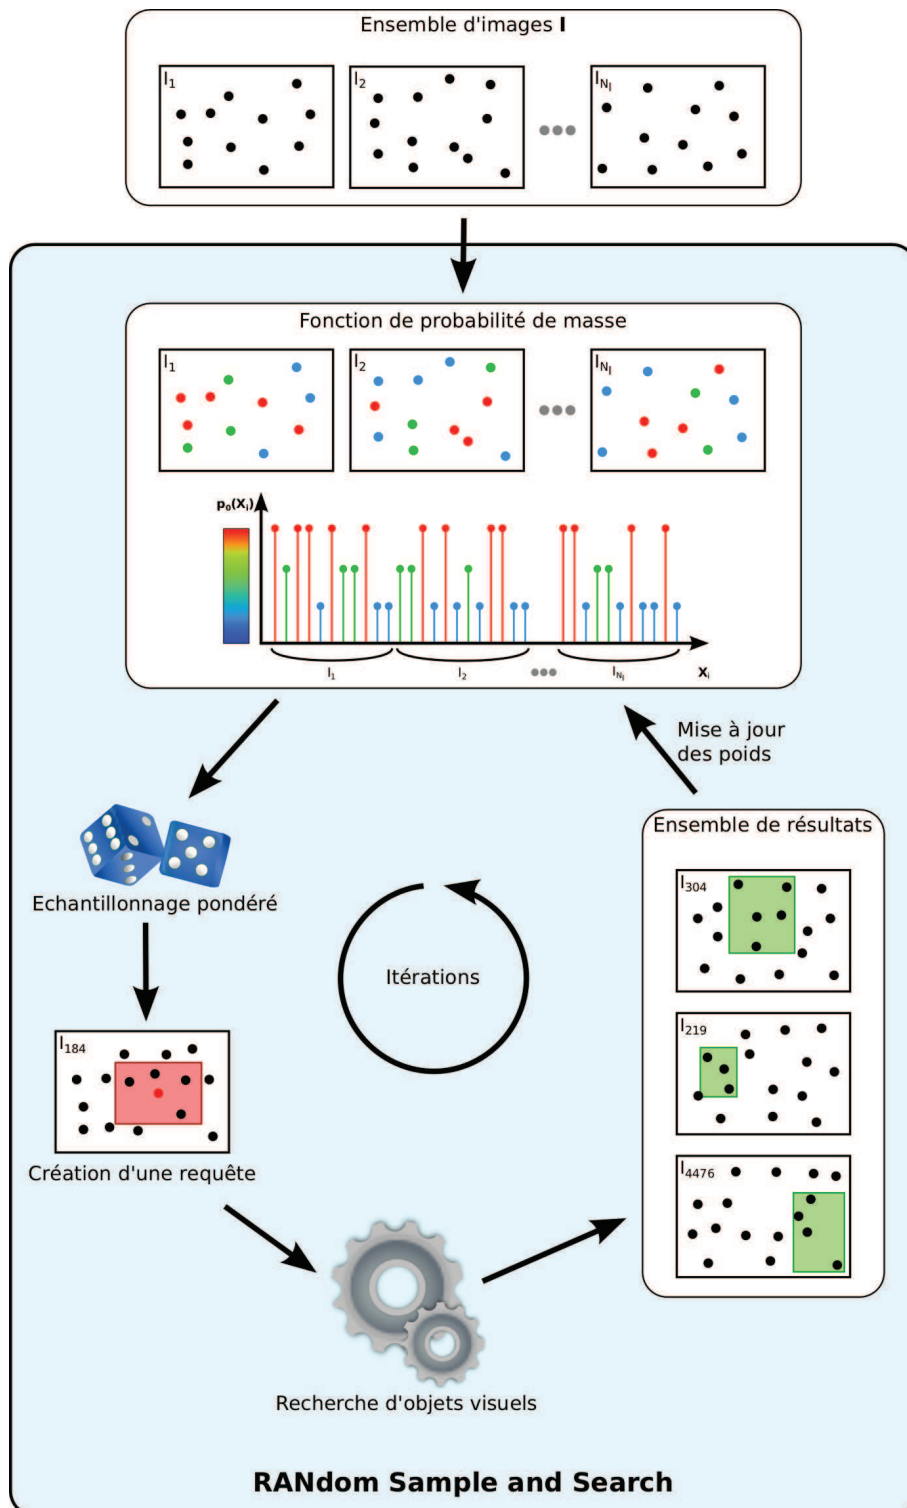 Ensemble d'images I
I1
I2
INI
Fonction de probabilité de masse
I1
I2
INI
p0(Xi)
I1
I2
INI
Xi
Mise à jour
des poids
Ensemble de résultats
I304
I219
I4476
Echantillonnage pondéré
Itérations
I184
Création d'une requête
Recherche d'objets visuels
RANdom Sample and Search